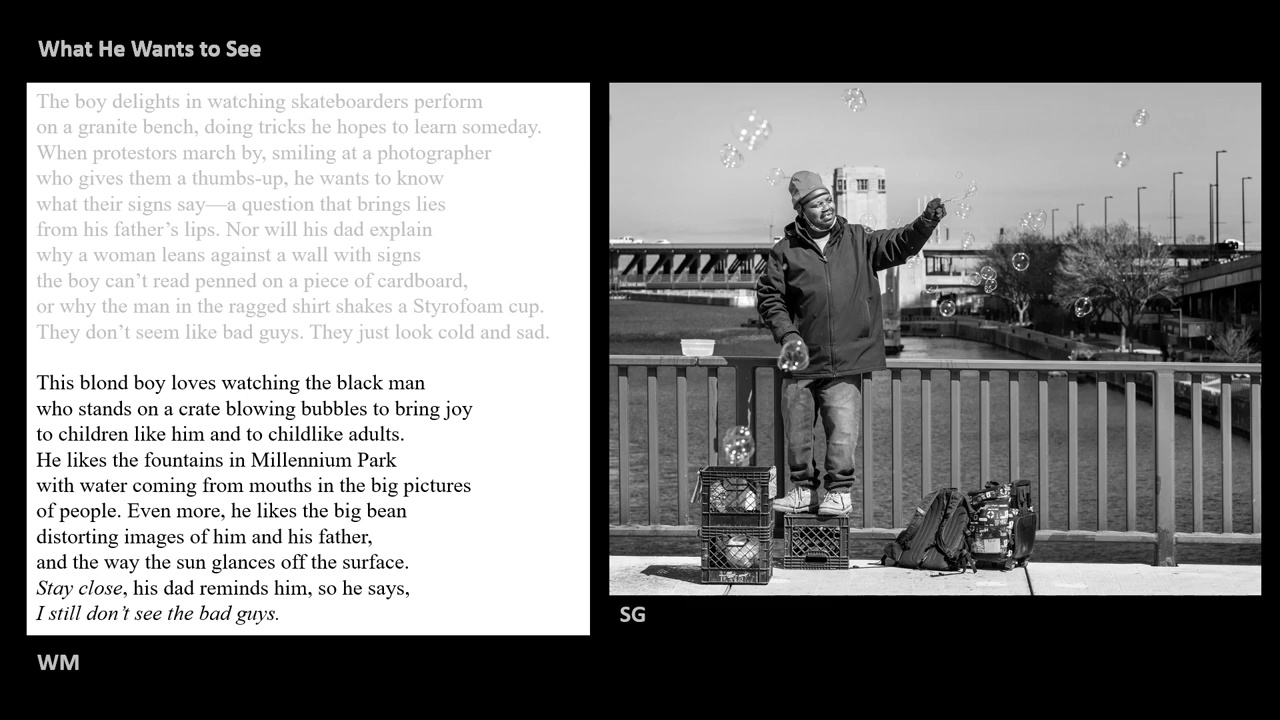 What He Wants to See
The boy delights in watching skateboarders perform
on a granite bench, doing tricks he hopes to learn someday.
When protestors march by, smiling at a photographer
who gives them a thumbs-up, he wants to know
what their signs say—a question that brings lies
from his father’s lips. Nor will his dad explain
why a woman leans against a wall with signs
the boy can’t read penned on a piece of cardboard,
or why the man in the ragged shirt shakes a Styrofoam cup.
They don’t seem like bad guys. They just look cold and sad.
This blond boy loves watching the black man
who stands on a crate blowing bubbles to bring joy
to children like him and to childlike adults.
He likes the fountains in Millennium Park
with water coming from mouths in the big pictures
of people. Even more, he likes the big bean
distorting images of him and his father,
and the way the sun glances off the surface.
Stay close, his dad reminds him, so he says,
I still don’t see the bad guys.
WM
SG